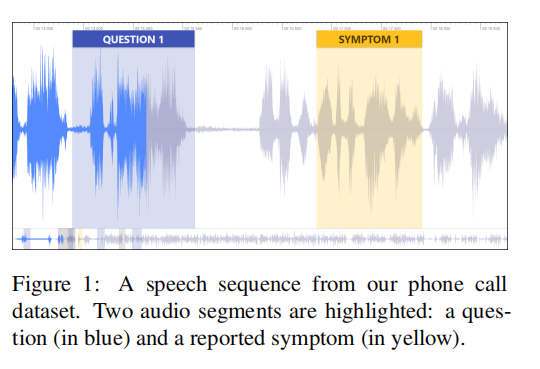 QUESTION 1 SYMPTOM 1
Figure 1: A speech sequence from our phone call
dataset. Two audio segments are highlighted: a ques-
tion (in blue) and a reported symptom (in yellow).